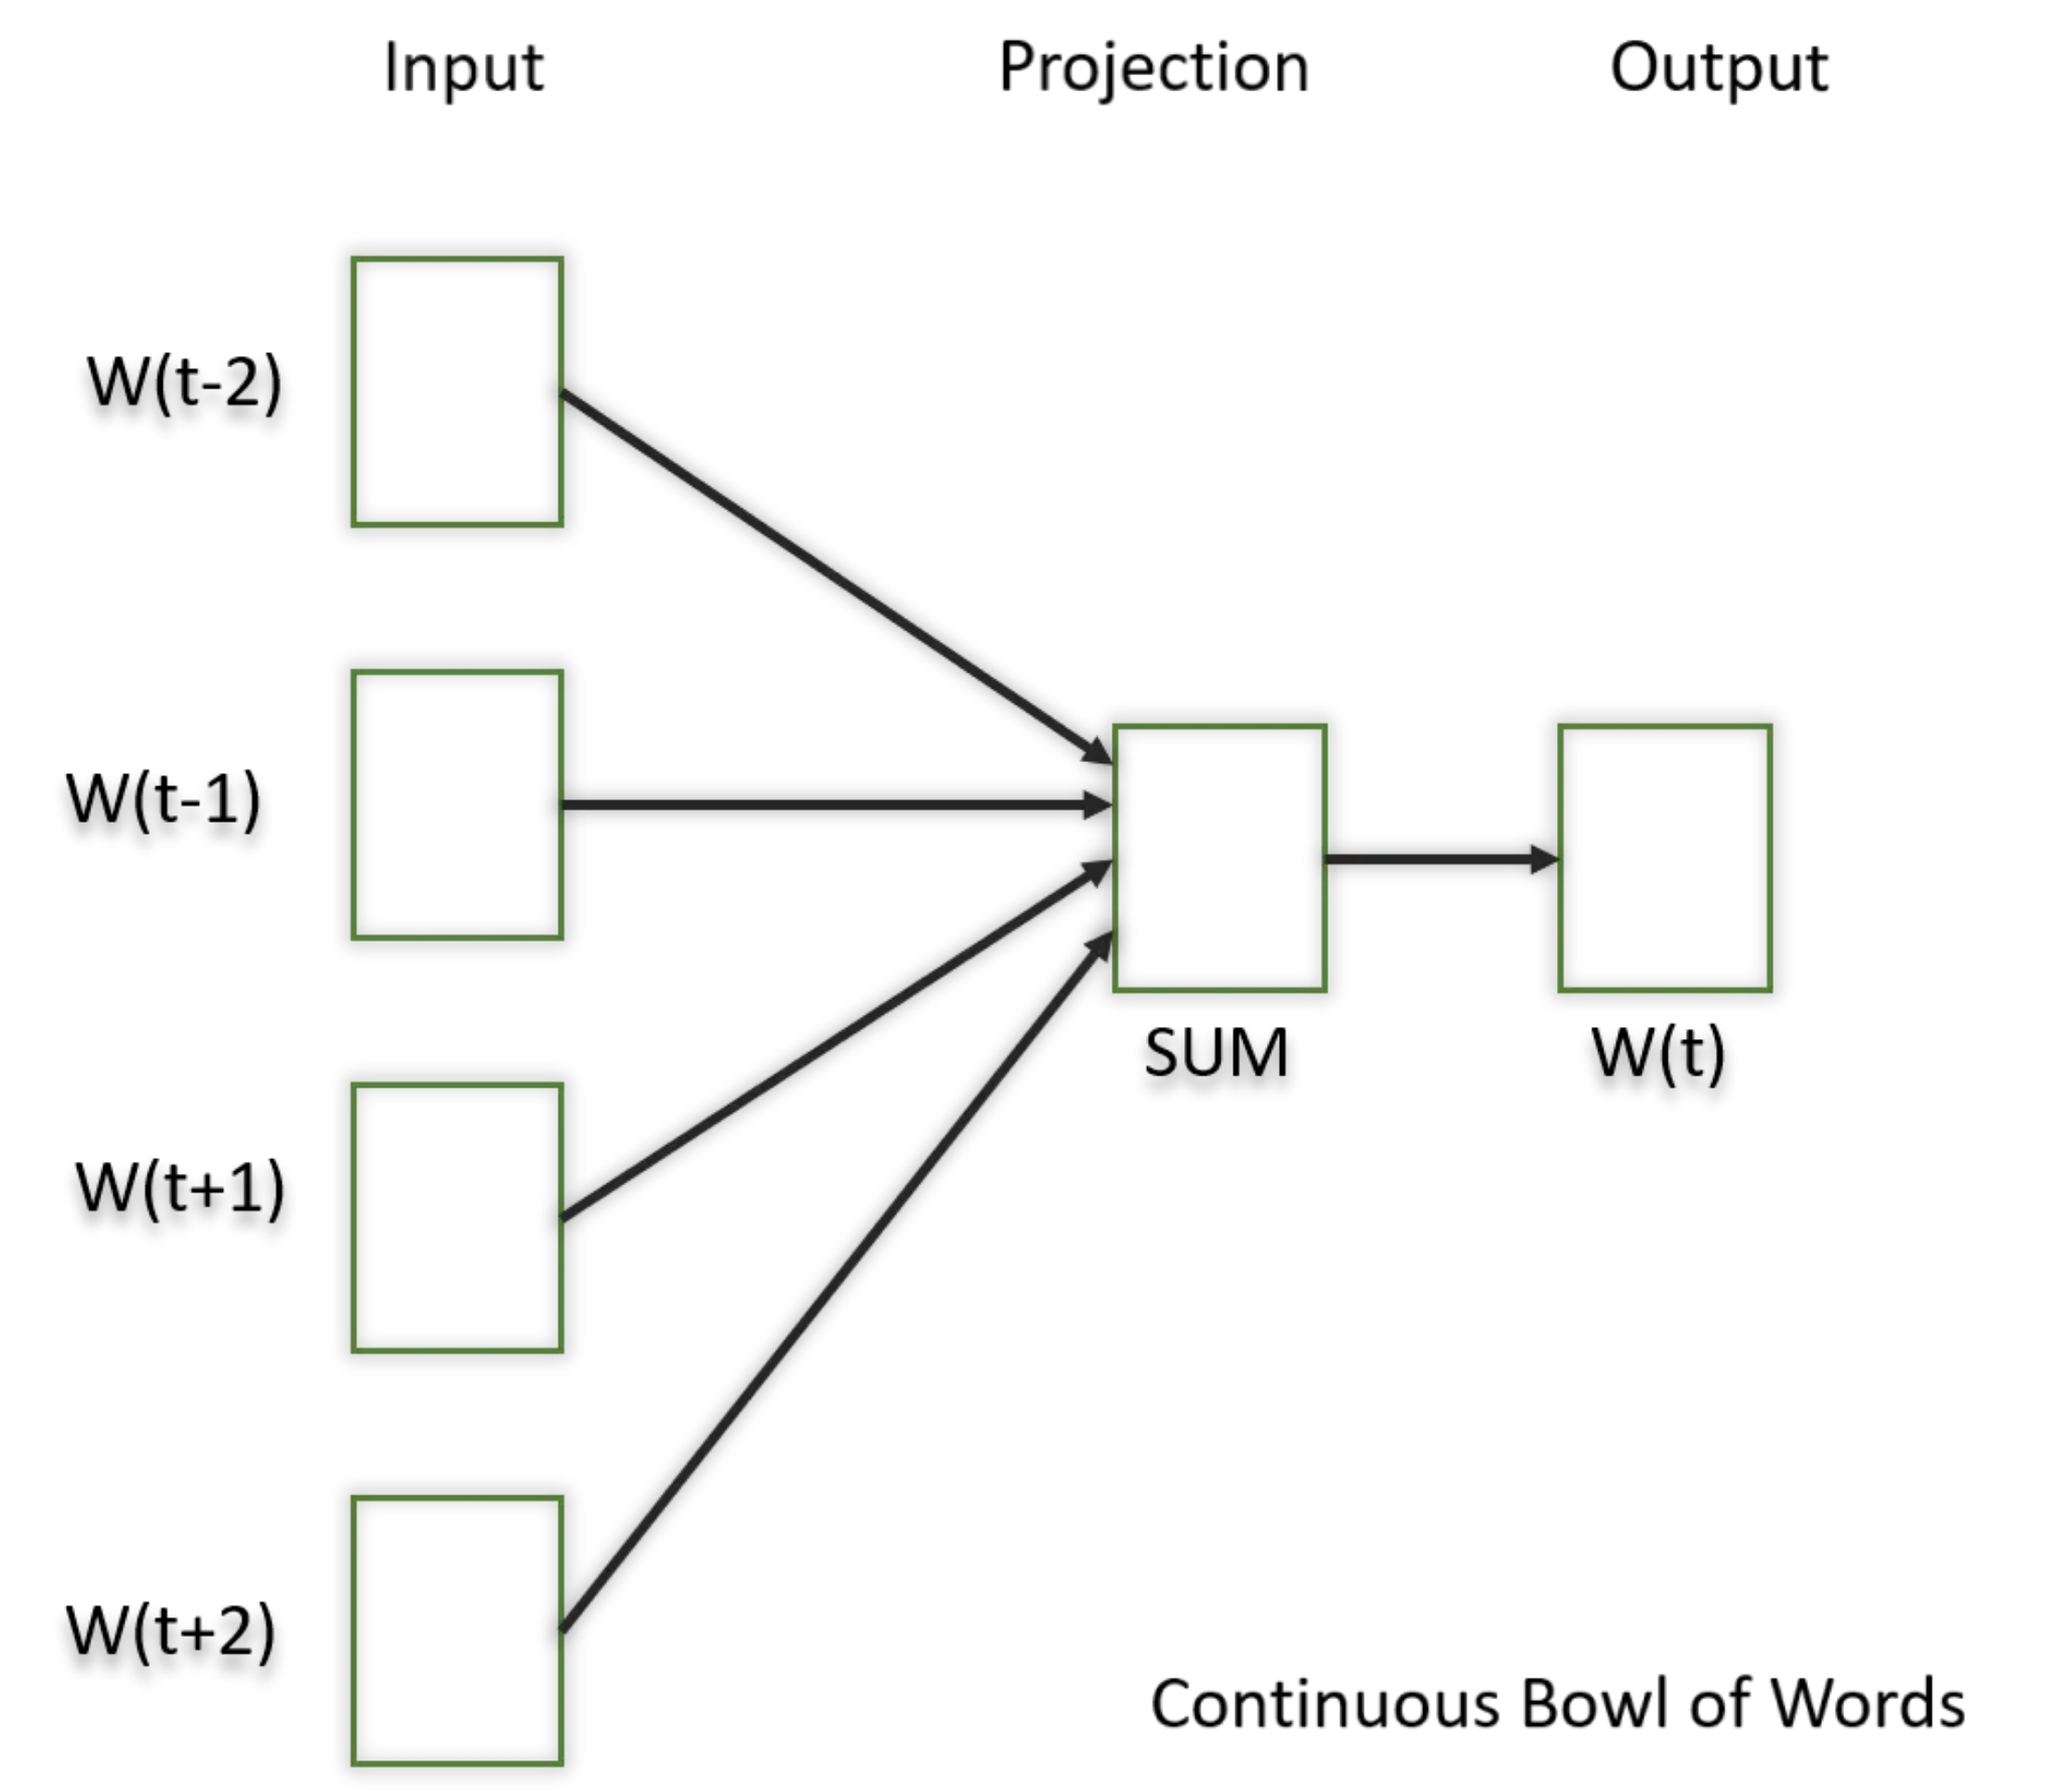 Input Projection Output
W(t-2)
W(t-1)
SUM W(t)
W(t+1)
W(t+2)
Continuous Bowl of Words